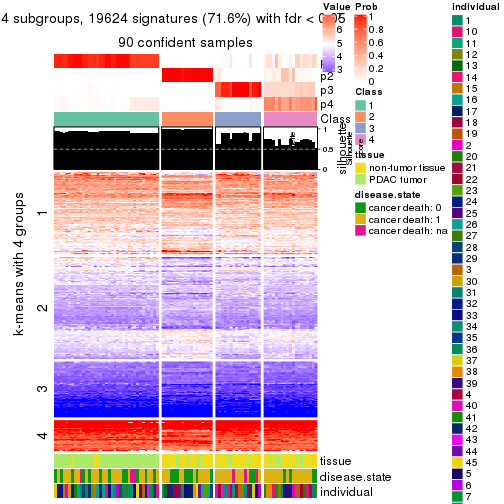 4 subgroups, 19624 signatures (71.6%) with fdr < 0.05
90 confident samples
p2
p3
p4
Class
silhouette
1
0.5
0
k-means with 4 groups
1
2
3
4
tissue
disease.state
individual
Value
6
5
4
3
Prob
1
0.8
0.6
0.4
0.2
0
Class
1
2
3
4
tissue
non-tumor tissue
PDAC tumor
disease.state
cancer death: 0
cancer death: 1
cancer death: na
individual
1
10
11
12
13
14
15
16
17
18
19
2
20
21
22
23
24
25
26
27
28
29
3
30
31
32
33
34
35
36
37
38
39
4
40
41
42
43
44
45
5
6
7